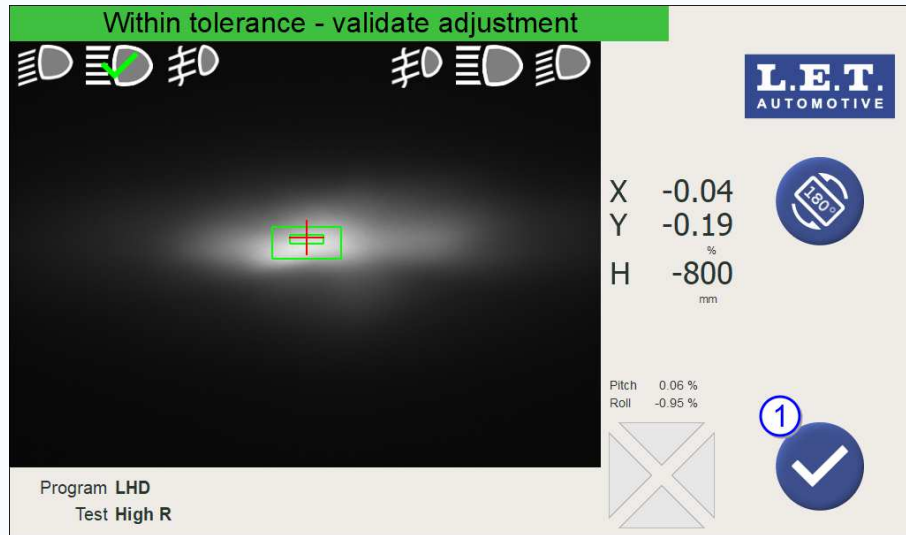 Within tolerance - validate adjustment
L.E.T.
AUTOMOTIVE
180°
X -0.04
Y -0.19
%
H -800
mm
Pitch 0.06 %
Roll -0.95 %
1
Program LHD
Test High R